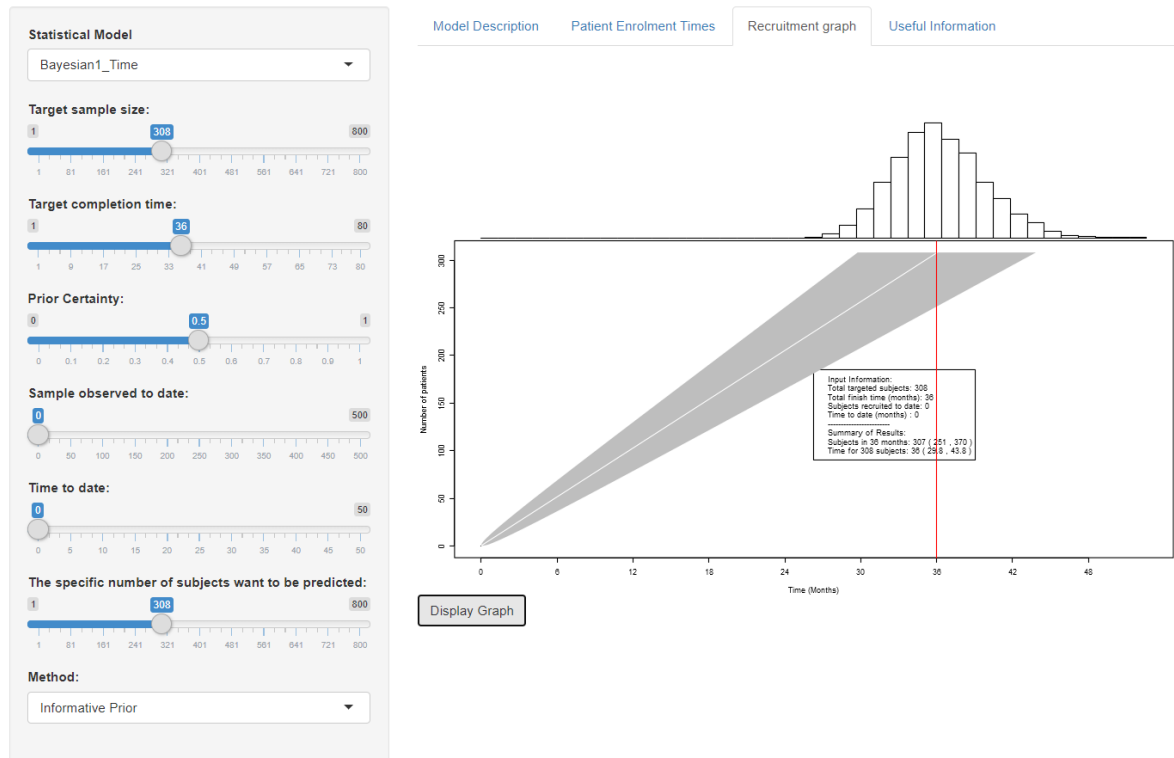 Statistical Model
Bayesian1_Time
Target sample size:
1 308 800
1 81 161 241 321 401 481 561 641 721 800
Target completion time:
1 36 80
1 9 17 25 33 41 49 57 65 73 80
Prior Certainty:
0 0.5 1
0 0.1 0.2 0.3 0.4 0.5 0.6 0.7 0.8 0.9 1
Sample observed to date:
0 500
0 50 100 150 200 250 300 350 400 450 500
Time to date:
0 50
0 5 10 15 20 25 30 35 40 45 50
The specific number of subjects want to be predicted:
1 308 800
1 81 161 241 321 401 481 561 641 721 800
Method:
Informative Prior
Model Description Patient Enrolment Times Recruitment graph Useful Information
Number of patients
300
250
200
150
100
50
0
Input Information:
Total targeted subjects: 308
Total finish time (months): 36
Subjects recruited to date: 0
Time to date (months) : 0
------------------------
Summary of Results:
Subjects in 36 months: 307 ( 251 , 370 )
Time for 308 subjects: 36 ( 29.8 , 43.8 )
0 6 12 18 24 30 36 42 48
Time (Months)
Display Graph